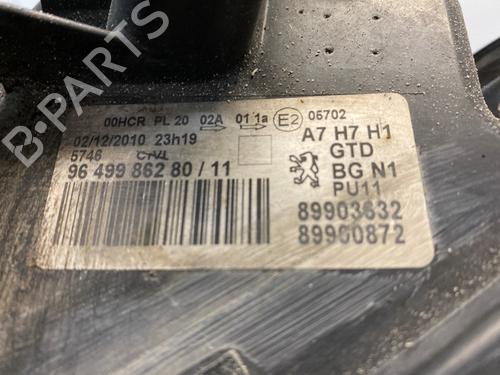 00HCR PL 20 02A 01 1a E2 05702
02/12/2010 23h19
5746 CTVL
96 499 862 80 / 11
A7 H7 H1
GTD
BG N1
PU11
89903632
89900872
B-PARTS